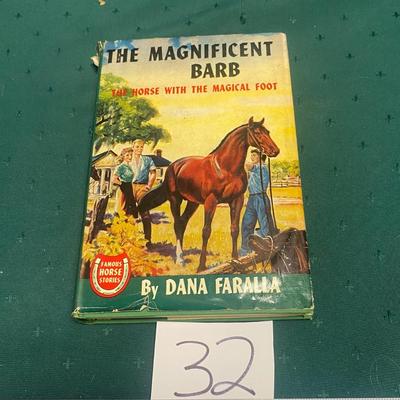 THE MAGNIFICENT
BARB
THE HORSE WITH THE MAGICAL FOOT
FAMOUS
HORSE
STORIES
By DANA FARALLA
32